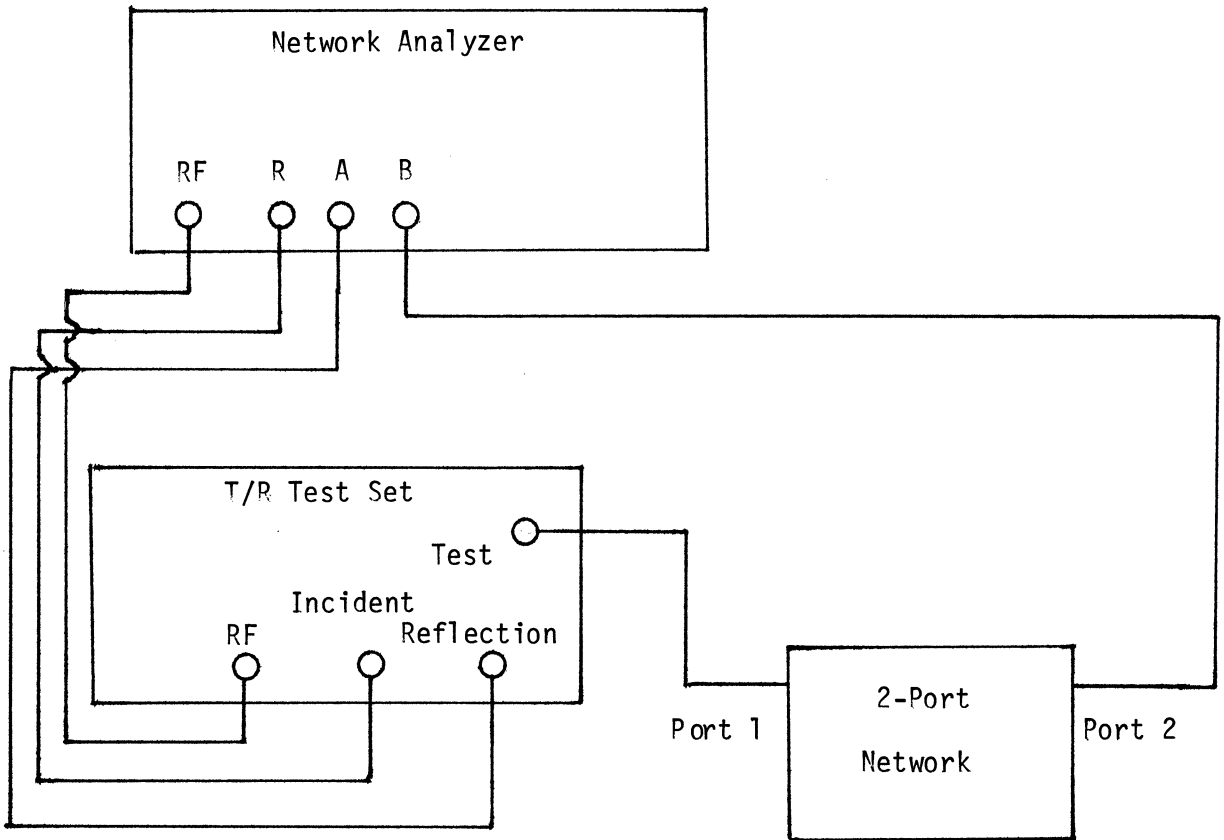 Network Analyzer
RF R A B
T/R Test Set
Test
Incident
RF Reflection
2-Port
Port 1 Port 2
Network